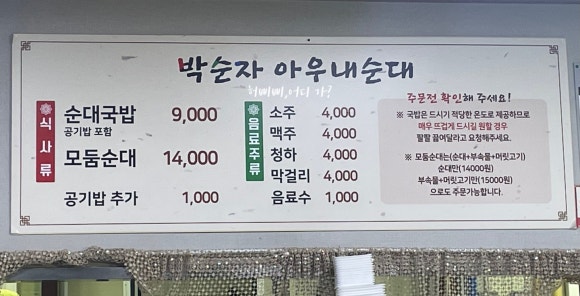 박순자 아우내순대
허삐삐,어디 가?
식사류
순대국밥 9,000
공기밥 포함
모둠순대 14,000
공기밥 추가 1,000
음료주류
소주 4,000
맥주 4,000
청하 4,000
막걸리 4,000
음료수 1,000
주문전 확인해 주세요!
※ 국밥은 드시기 적당한 온도로 제공하므로
매우 뜨겁게 드시길 원할 경우
팔팔 끓여달라고 요청해주세요.
※ 모둠순대는(순대+부속물+머릿고기)
순대만(14000원)
부속물+머릿고기만(15000원)
으로도 주문가능합니다.